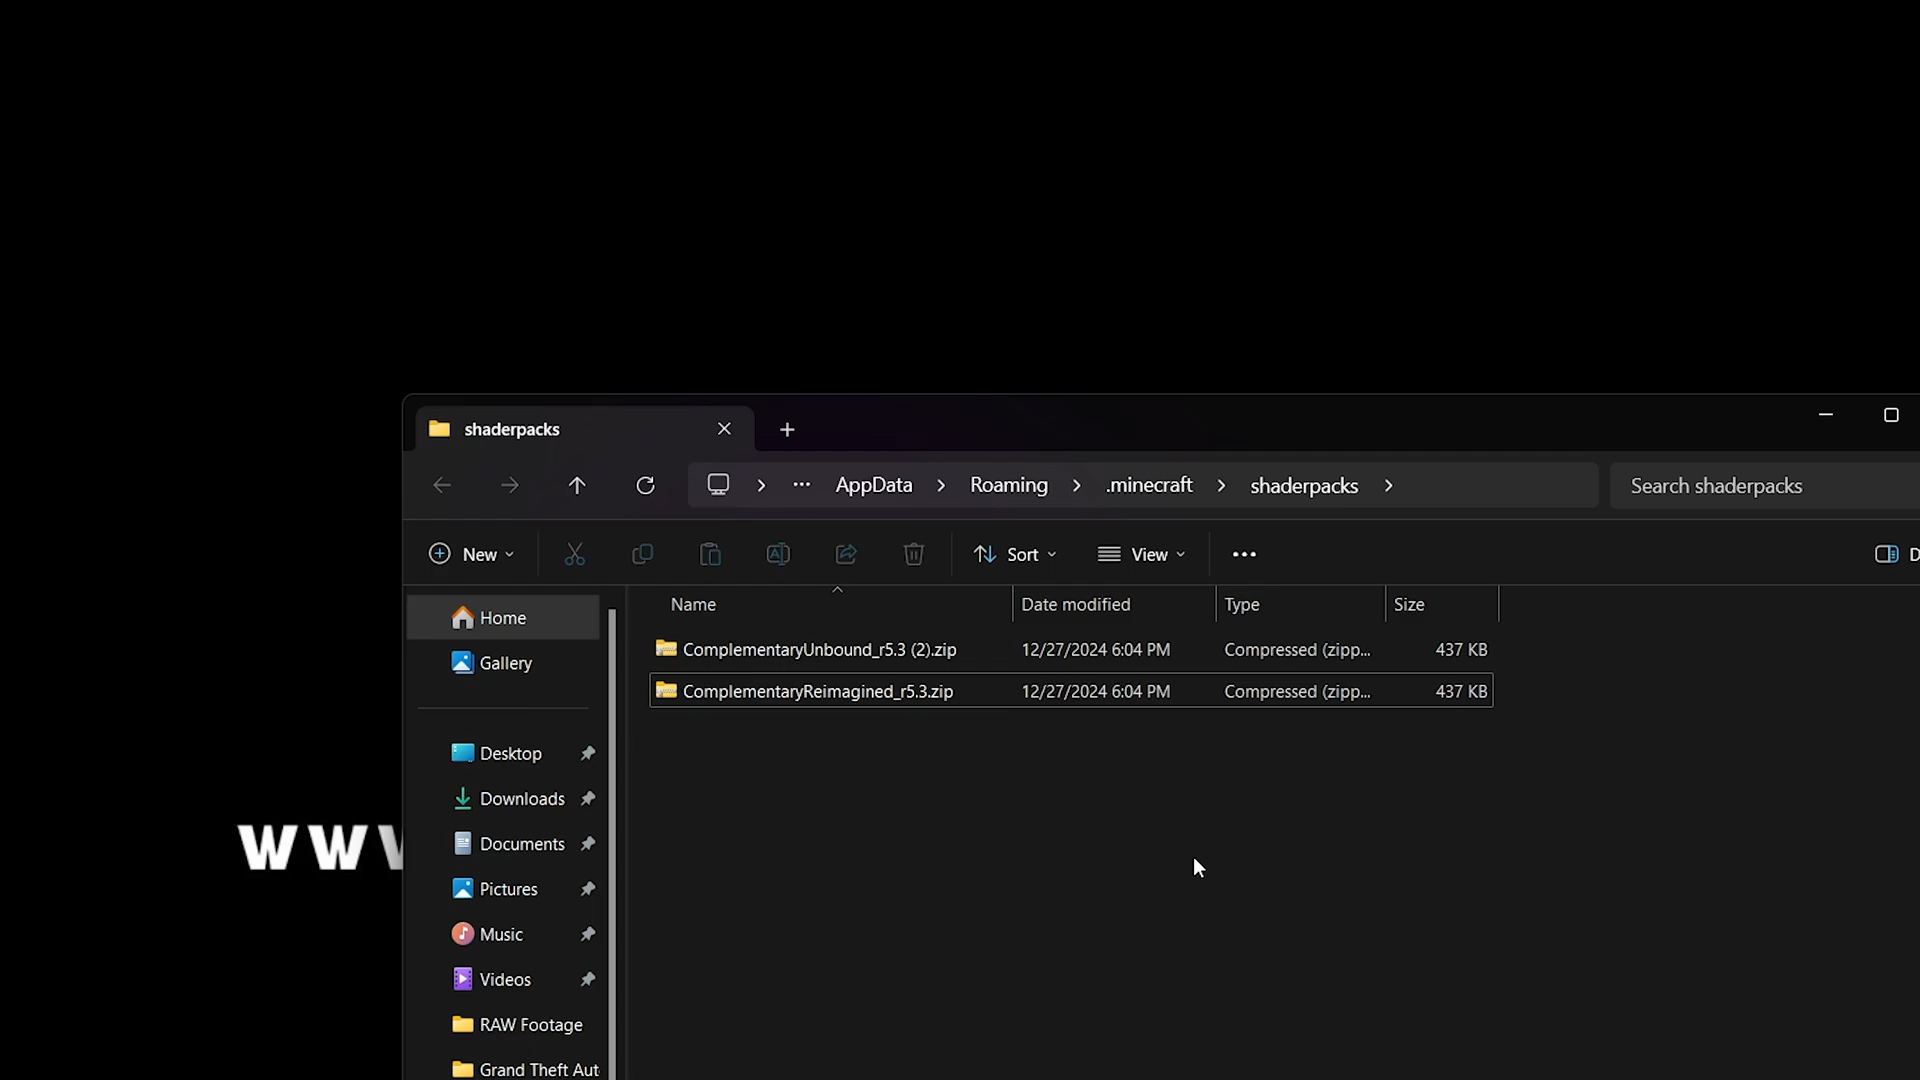 shaderpacks
AppData Roaming .minecraft shaderpacks
Search shaderpacks
New
Sort
View
Name Date modified Type Size
ComplementaryUnbound_r5.3 (2).zip 12/27/2024 6:04 PM Compressed (zipp... 437 KB
ComplementaryReimagined_r5.3.zip 12/27/2024 6:04 PM Compressed (zipp... 437 KB
Home
Gallery
Desktop
Downloads
Documents
Pictures
Music
Videos
RAW Footage
Grand Theft Aut